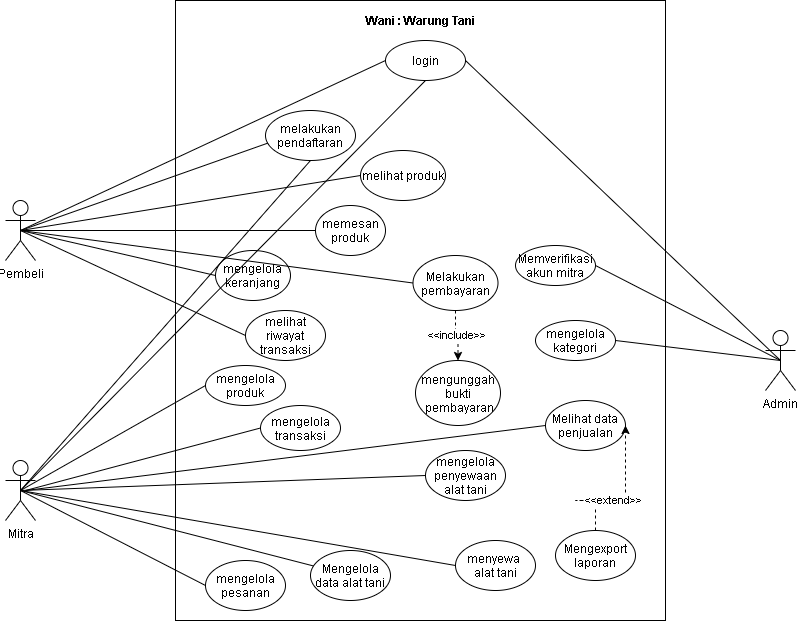 Wani : Warung Tani
login
melakukan
pendaftaran
melihat produk
memesan
produk
Pembeli
mengelola
keranjang
Melakukan
pembayaran
Memverifikasi
akun mitra
melihat
riwayat
transaksi
<<include>>
mengelola
kategori
mengelola
produk
mengunggah
bukti
pembayaran
Admin
mengelola
transaksi
Melihat data
penjualan
mengelola
penyewaan
alat tani
<<extend>>
Mitra
Mengexport
laporan
menyewa
alat tani
Mengelola
data alat tani
mengelola
pesanan